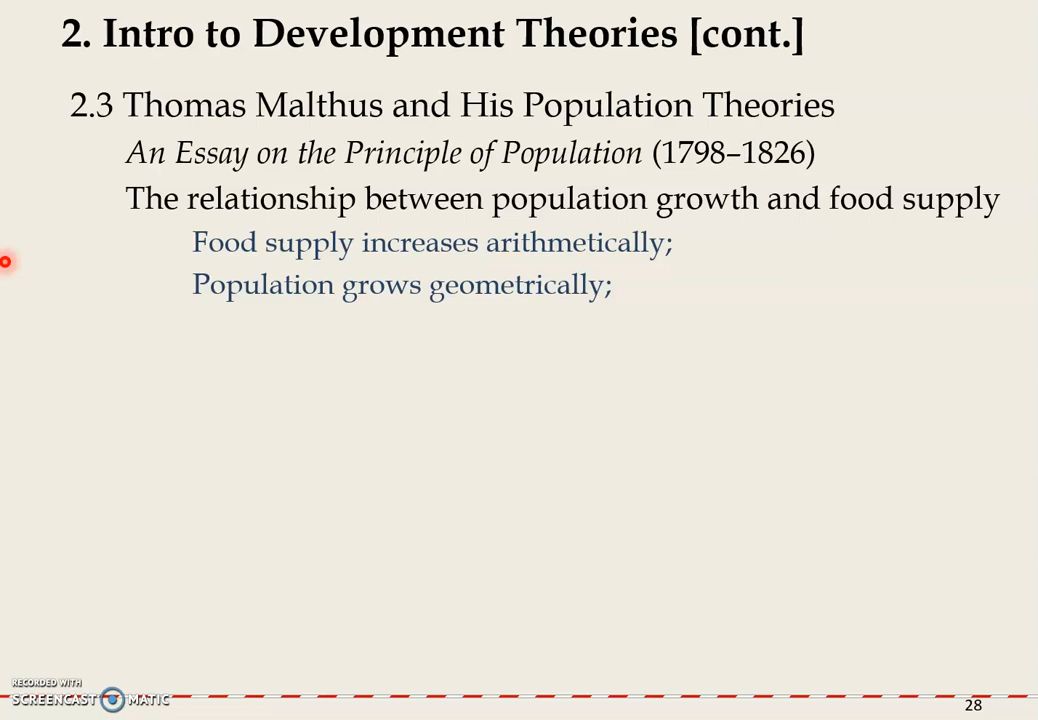 2. Intro to Development Theories [cont.]
2.3 Thomas Malthus and His Population Theories
An Essay on the Principle of Population (1798–1826)
The relationship between population growth and food supply
Food supply increases arithmetically;
Population grows geometrically;
RECORDED WITH
SCREENCAST MATIC
28